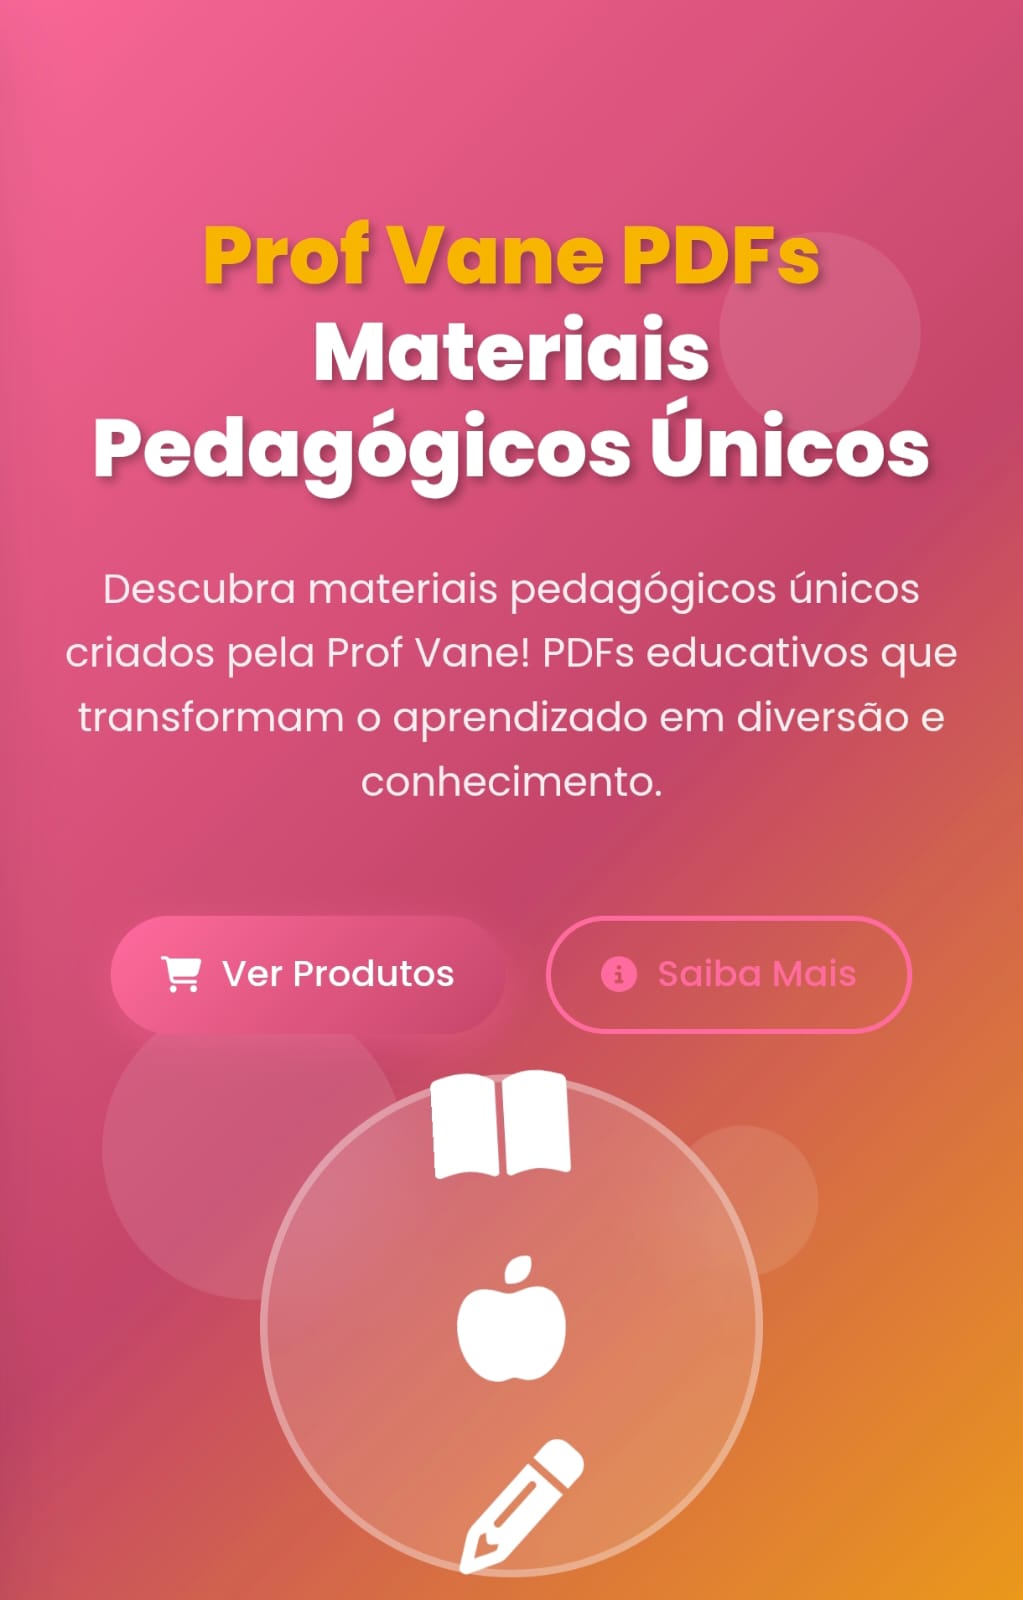 Prof Vane PDFs
Materiais
Pedagógicos Únicos
Descubra materiais pedagógicos únicos
criados pela Prof Vane! PDFs educativos que
transformam o aprendizado em diversão e
conhecimento.
Ver Produtos
Saiba Mais